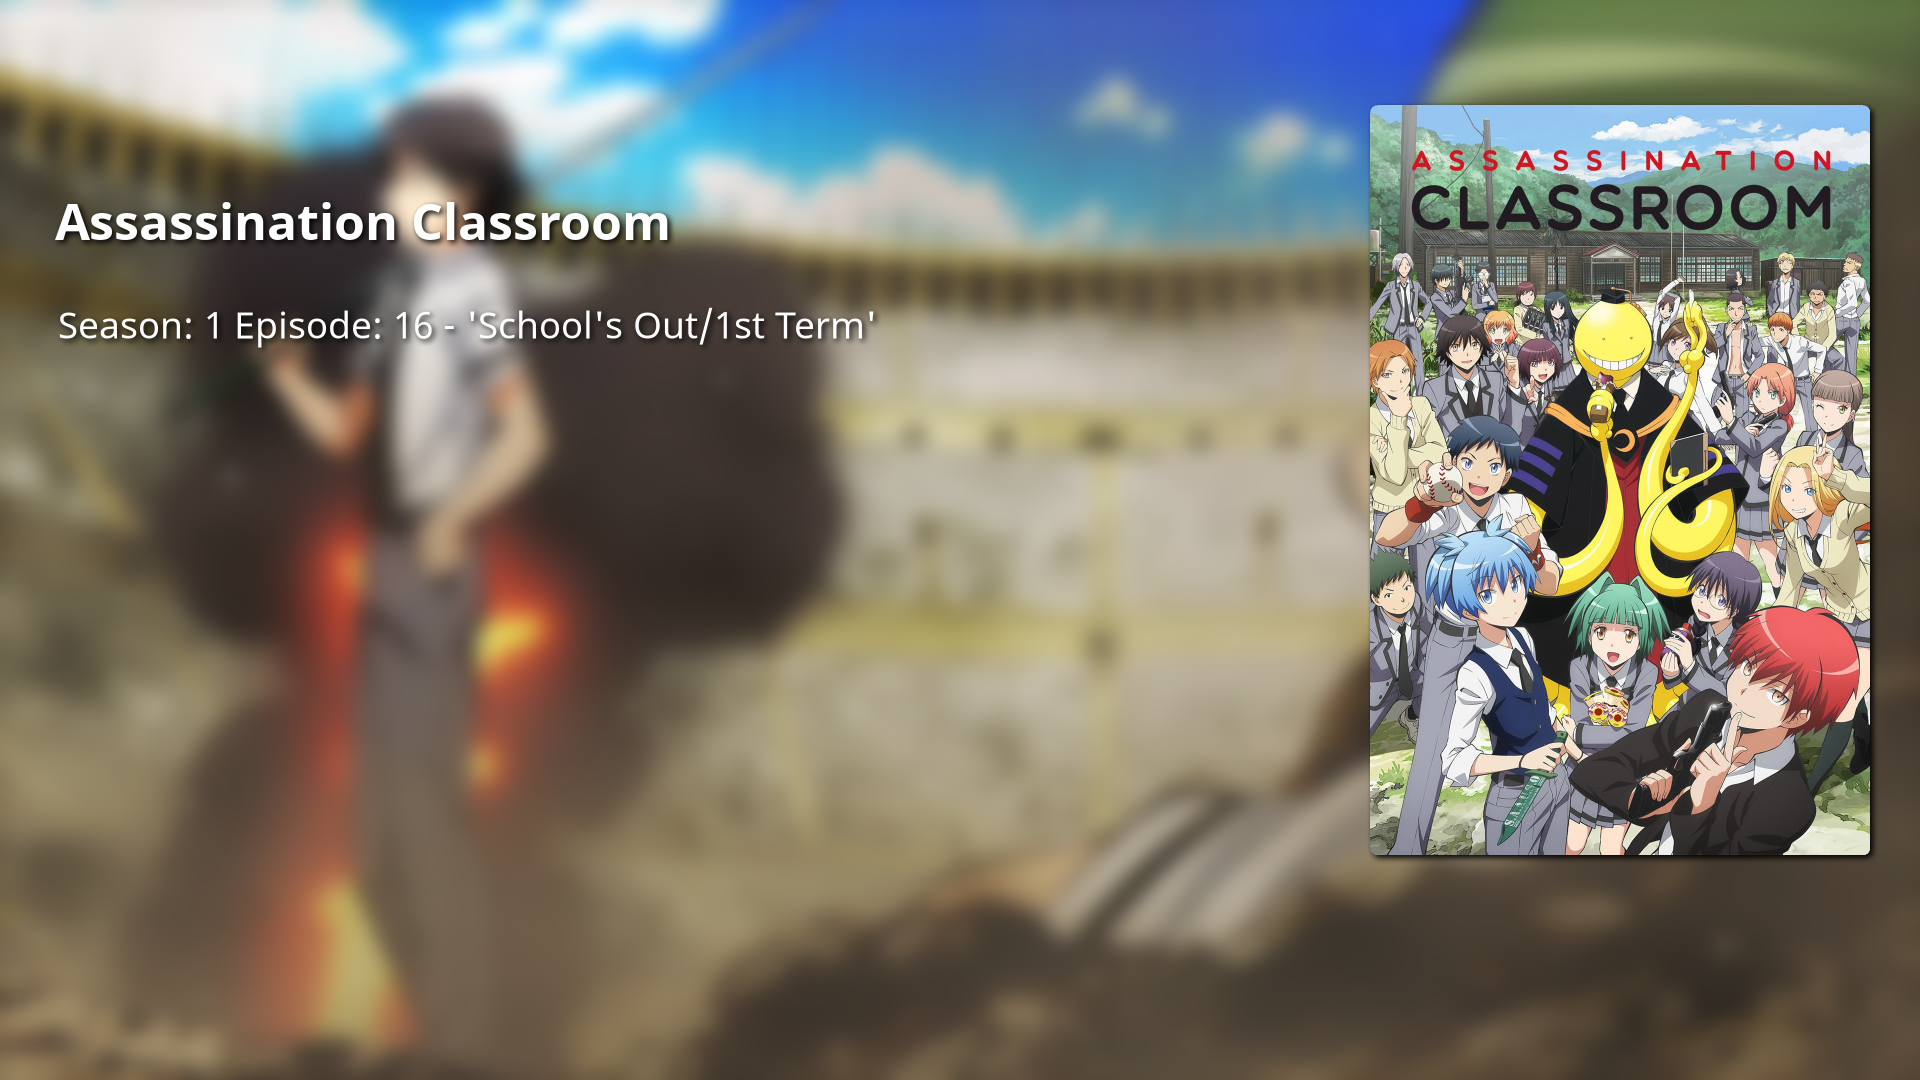 Assassination Classroom
Season: 1 Episode: 16 - 'School's Out/1st Term'
ASSASSINATION
CLASSROOM